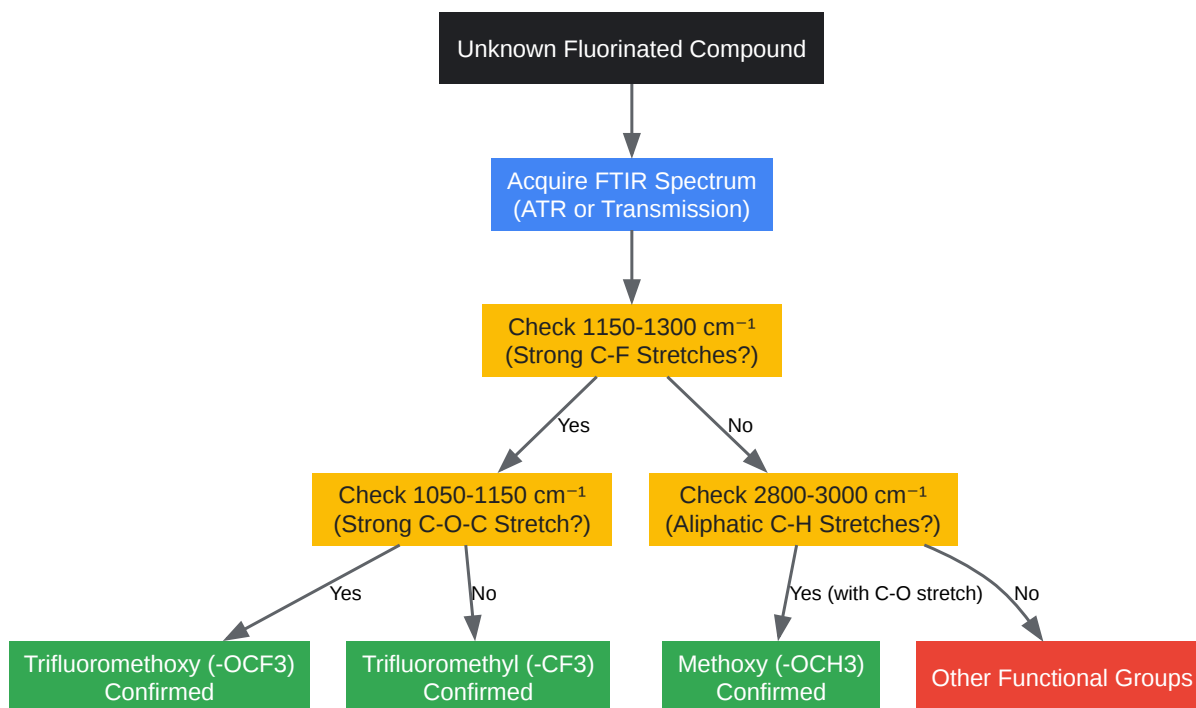 Unknown Fluorinated Compound
Acquire FTIR Spectrum
(ATR or Transmission)
Check 1150-1300 cm⁻¹
(Strong C-F Stretches?)
Yes
No
Check 1050-1150 cm⁻¹
(Strong C-O-C Stretch?)
Check 2800-3000 cm⁻¹
(Aliphatic C-H Stretches?)
Yes
No
Yes (with C-O stretch)
No
Trifluoromethoxy (-OCF3)
Confirmed
Trifluoromethyl (-CF3)
Confirmed
Methoxy (-OCH3)
Confirmed
Other Functional Groups